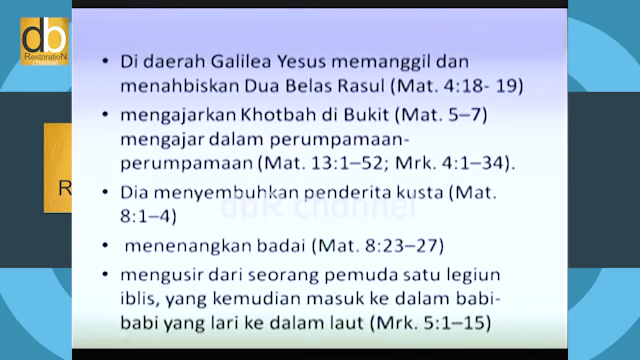 db
RestoratioN
Channel
• Di daerah Galilea Yesus memanggil dan
menahbiskan Dua Belas Rasul (Mat. 4:18- 19)
• mengajarkan Khotbah di Bukit (Mat. 5–7)
mengajar dalam perumpamaan-
perumpamaan (Mat. 13:1–52; Mrk. 4:1–34).
• Dia menyembuhkan penderita kusta (Mat.
8:1–4)
• menenangkan badai (Mat. 8:23–27)
• mengusir dari seorang pemuda satu legiun
iblis, yang kemudian masuk ke dalam babi-
babi yang lari ke dalam laut (Mrk. 5:1–15)
dbR channel
R